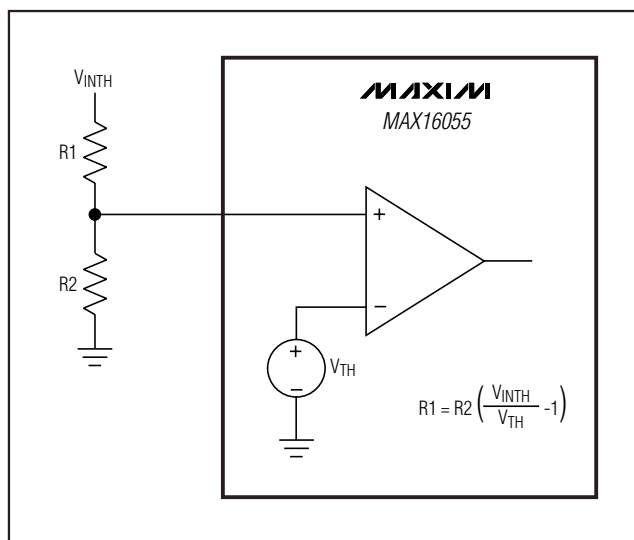 VINTH
MAXIM
MAX16055
R1
+
R2
−
+
VTH
−
R1 = R2 ( VINTH / VTH -1 )